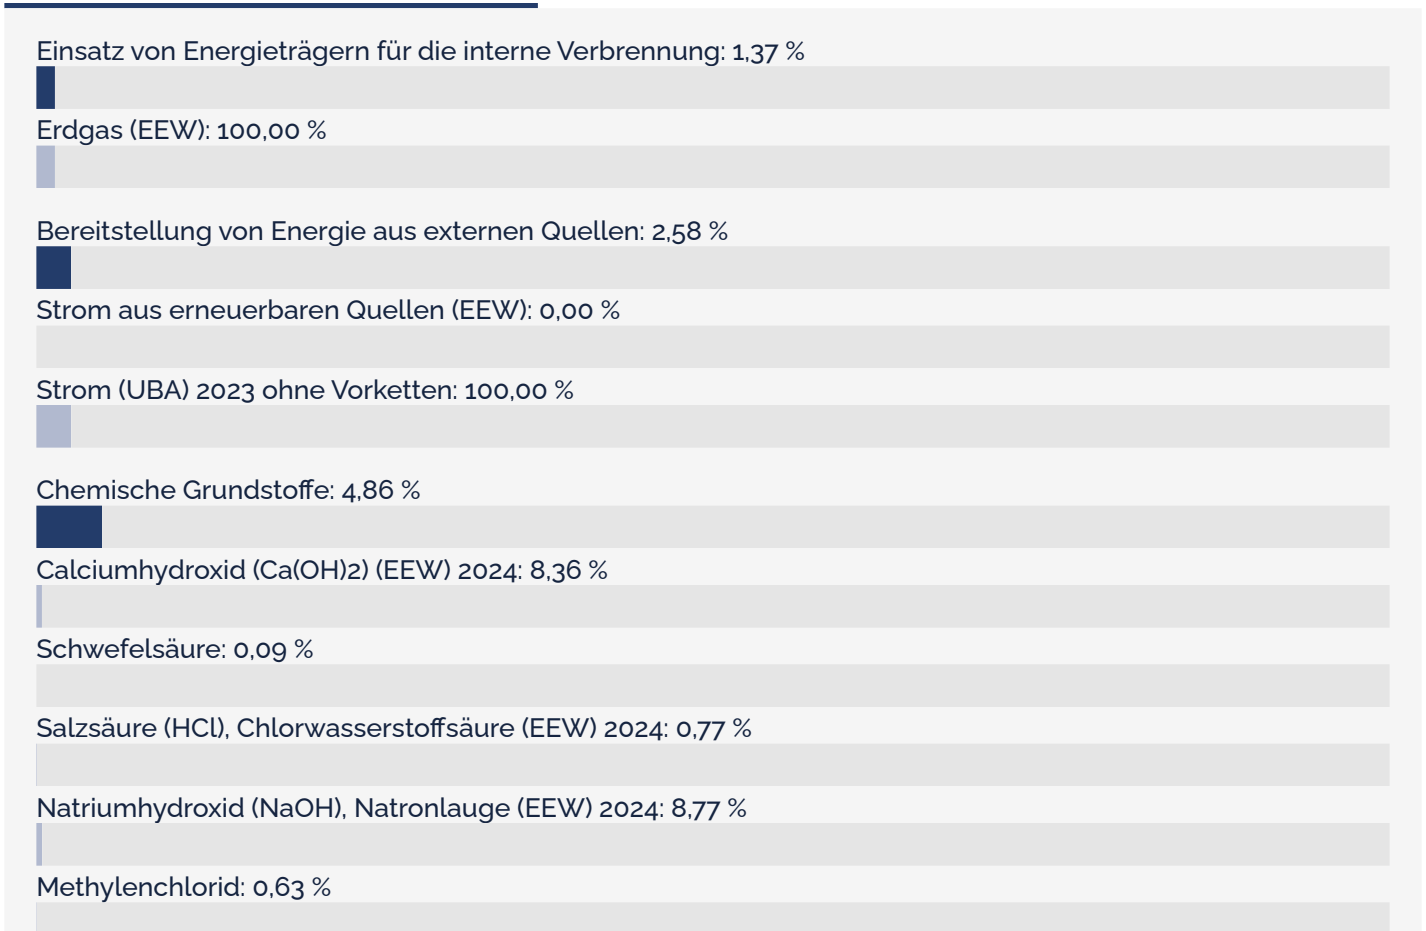 Einsatz von Energieträgern für die interne Verbrennung: 1,37 %
Erdgas (EEW): 100,00 %
Bereitstellung von Energie aus externen Quellen: 2,58 %
Strom aus erneuerbaren Quellen (EEW): 0,00 %
Strom (UBA) 2023 ohne Vorketten: 100,00 %
Chemische Grundstoffe: 4,86 %
Calciumhydroxid (Ca(OH)2) (EEW) 2024: 8,36 %
Schwefelsäure: 0,09 %
Salzsäure (HCl), Chlorwasserstoffsäure (EEW) 2024: 0,77 %
Natriumhydroxid (NaOH), Natronlauge (EEW) 2024: 8,77 %
Methylenchlorid: 0,63 %